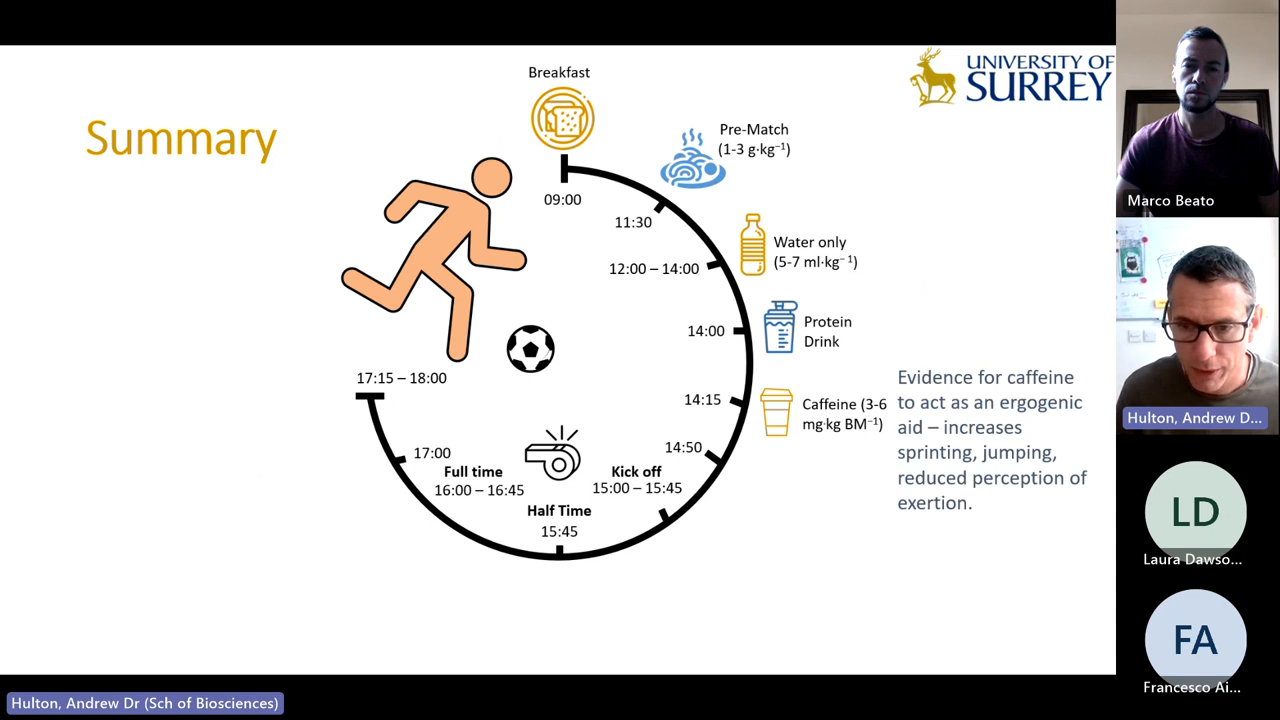 Summary
UNIVERSITY OF
SURREY
Breakfast
09:00
Pre-Match
(1-3 g·kg⁻¹)
11:30
Water only
(5-7 ml·kg⁻¹)
12:00 – 14:00
Protein
Drink
14:00
Caffeine (3-6
mg·kg BM⁻¹)
14:15
Evidence for caffeine
to act as an ergogenic
aid – increases
sprinting, jumping,
reduced perception of
exertion.
14:50
Kick off
15:00 – 15:45
Half Time
15:45
Full time
16:00 – 16:45
17:00
17:15 – 18:00
Marco Beato
Hulton, Andrew D...
LD
Laura Dawso...
FA
Francesco Ai...
Hulton, Andrew Dr (Sch of Biosciences)